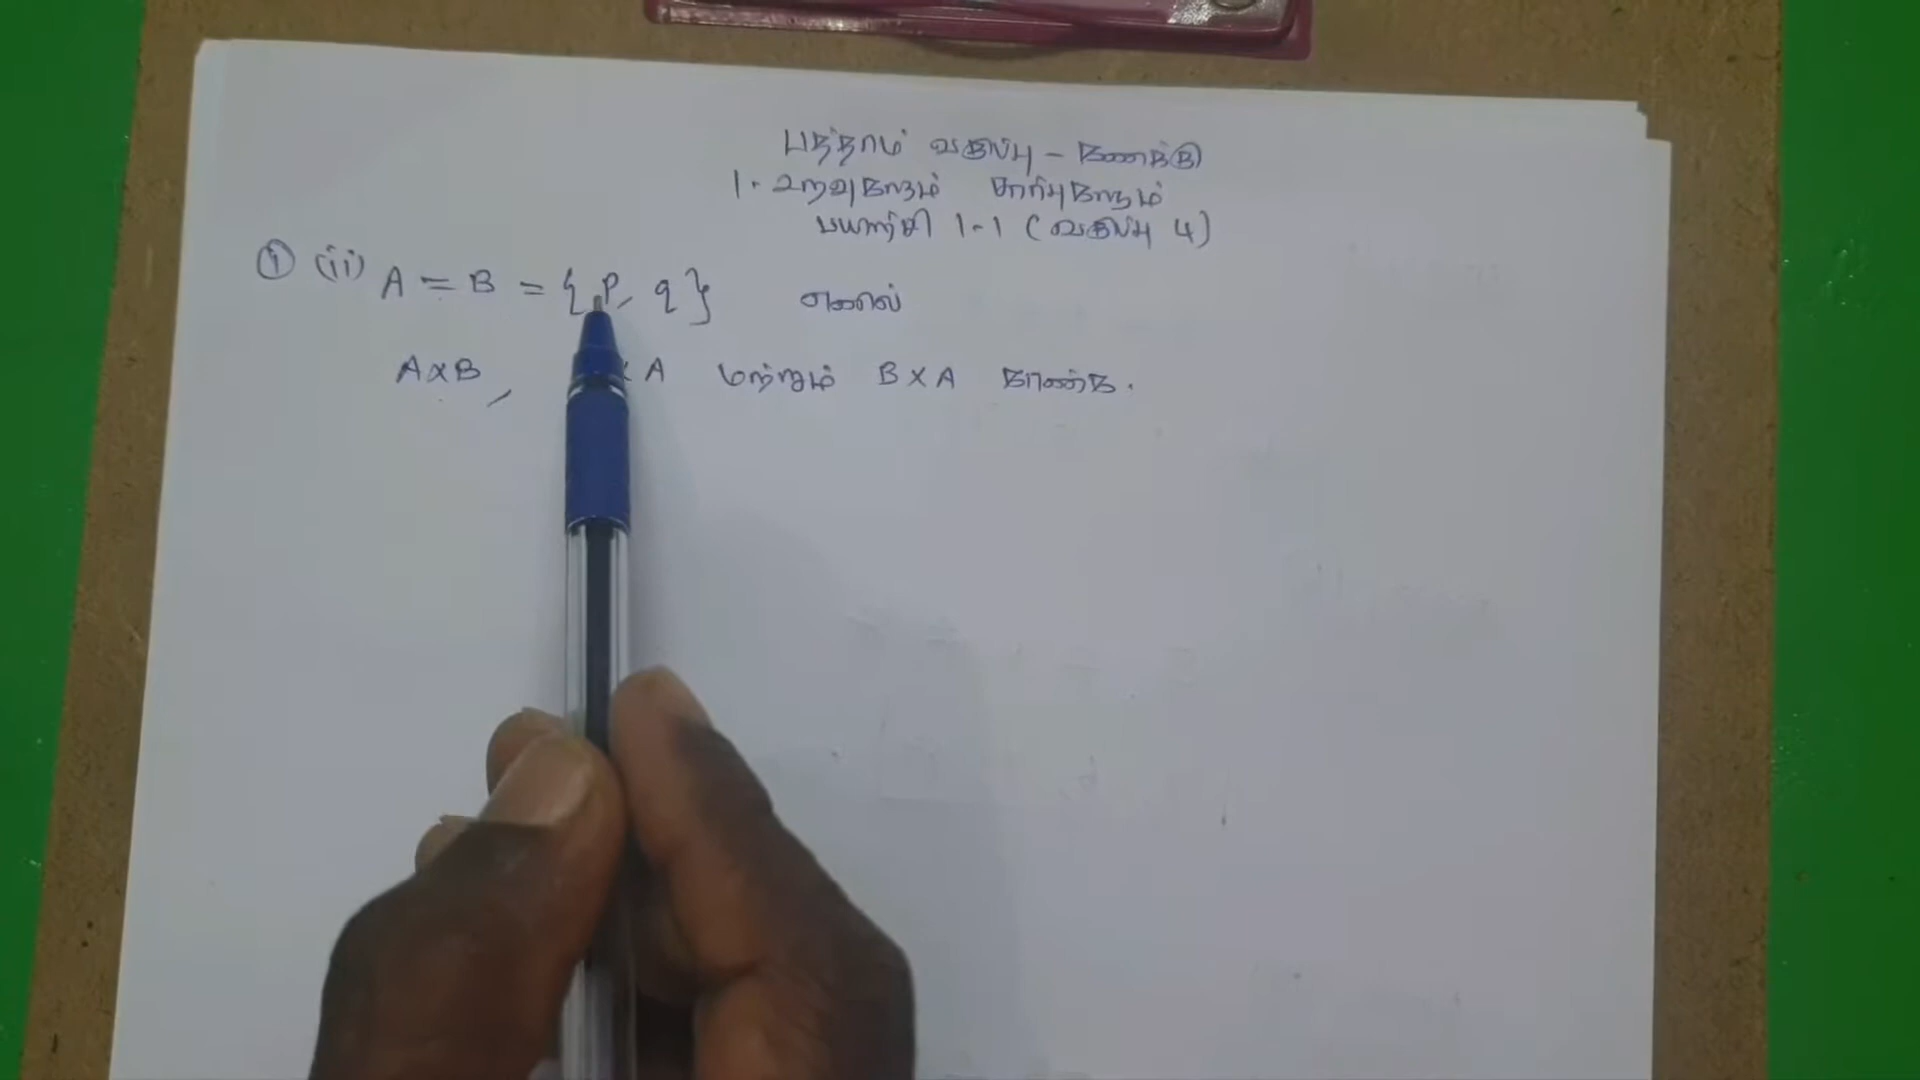 பத்தாம் வகுப்பு - கணக்கு
1. உறவுகளும் சார்புகளும்
பயிற்சி 1.1 (வகுப்பு 4)
① (ii) A = B = {P, q} எனில்
A×B, × A மற்றும் B × A காண்க.